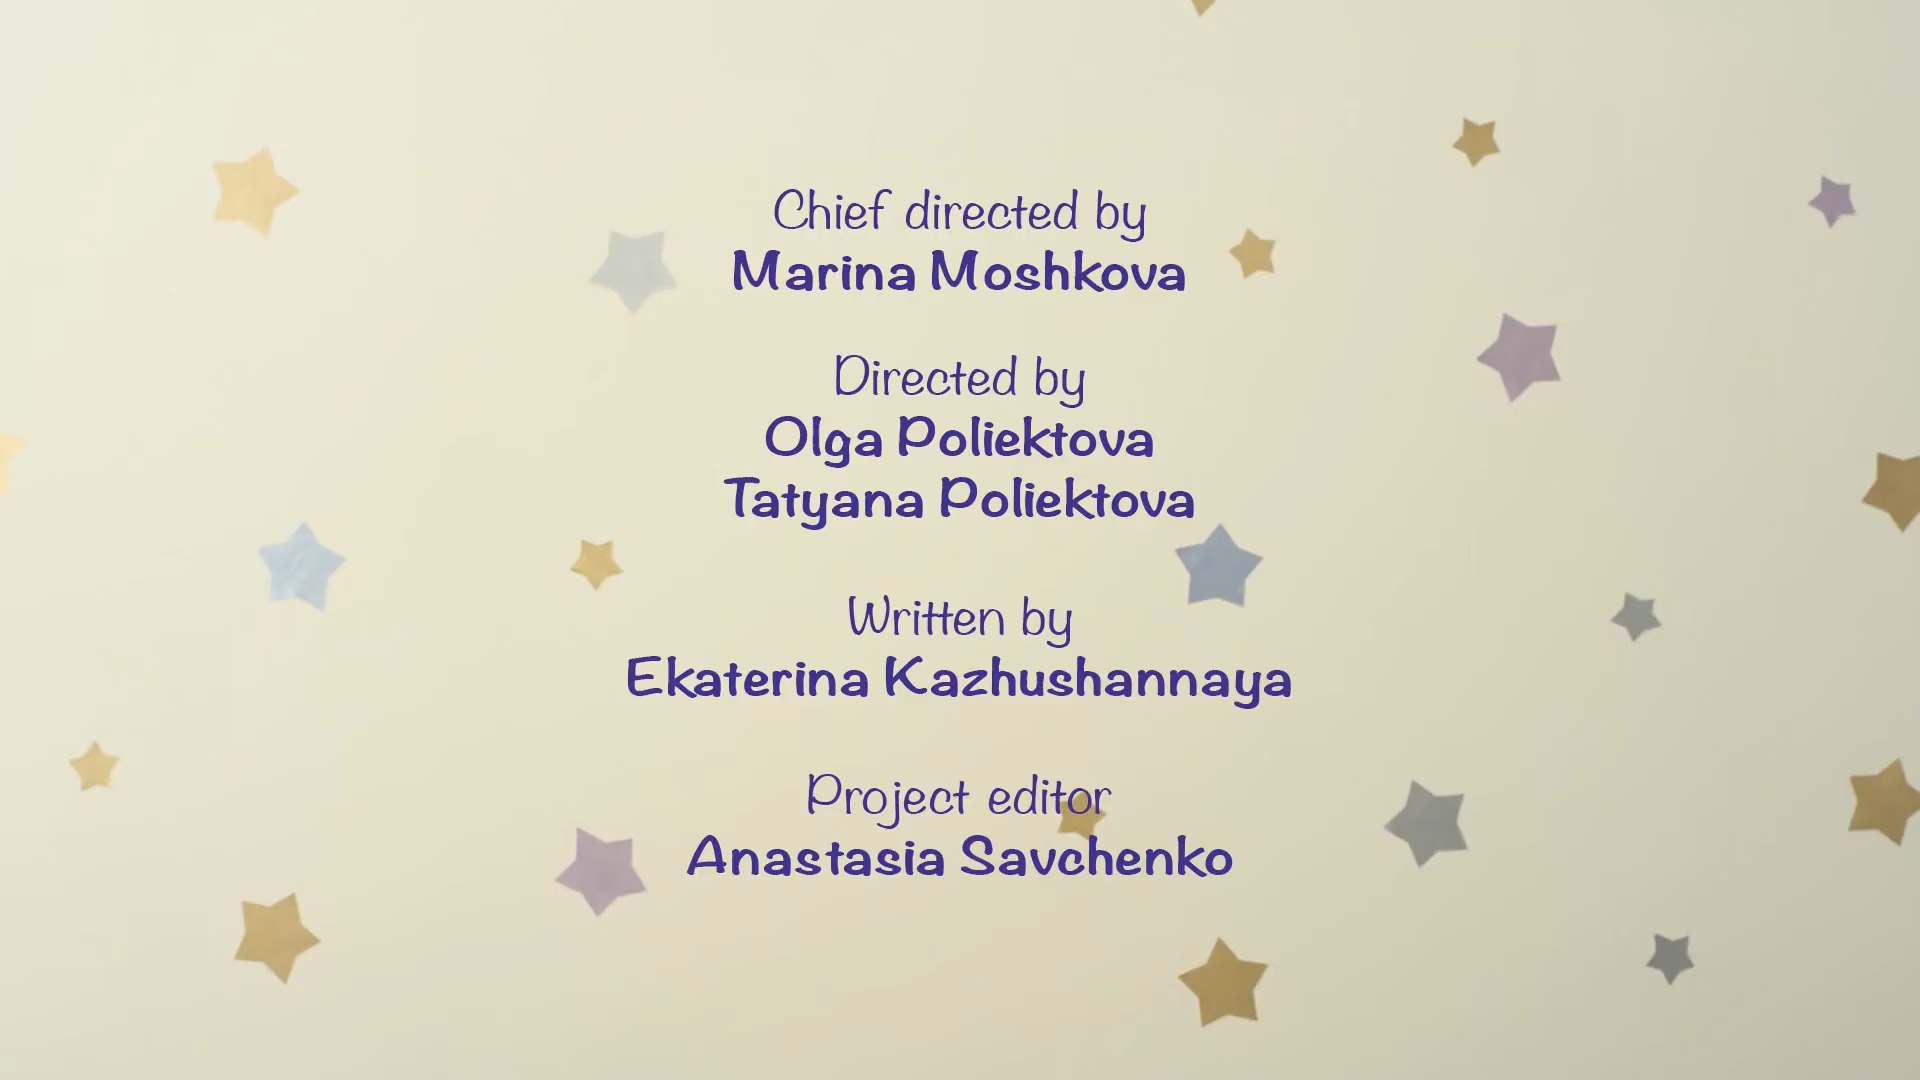 Chief directed by
Marina Moshkova
Directed by
Olga Poliektova
Tatyana Poliektova
Written by
Ekaterina Kazhushannaya
Project editor
Anastasia Savchenko